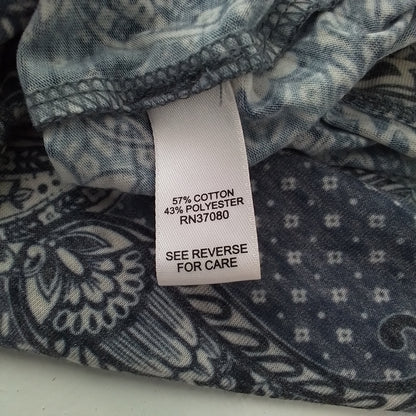 57% COTTON
43% POLYESTER
RN37080
SEE REVERSE
FOR CARE